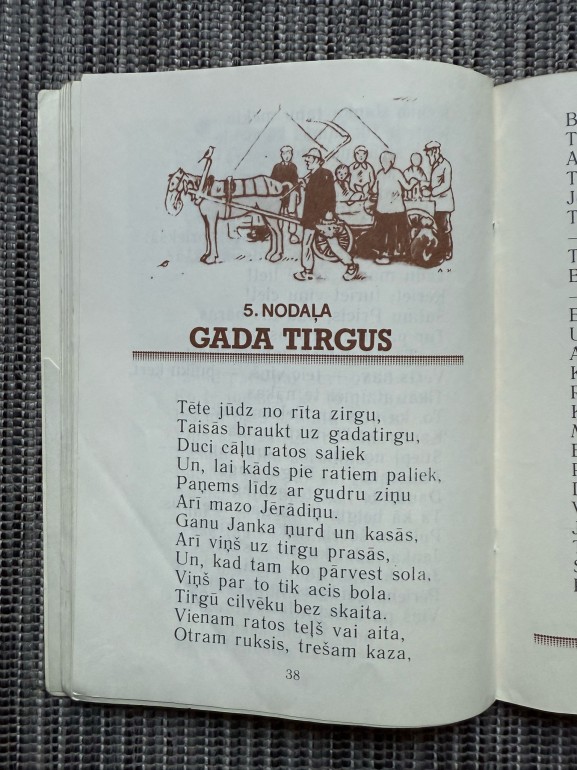 5. NODAĻA
GADA TIRGUS
Tēte jūdz no rīta zirgu,
Taisās braukt uz gadatirgu,
Duci cāļu ratos saliek
Un, lai kāds pie ratiem paliek,
Paņems līdz ar gudru ziņu
Arī mazo Jērādiņu.
Ganu Janka ņurd un kasās,
Arī viņš uz tirgu prasās,
Un, kad tam ko pārvest sola,
Viņš par to tik acis bola.
Tirgū cilvēku bez skaita.
Vienam ratos teļš vai aita,
Otram ruksis, trešam kaza,
38